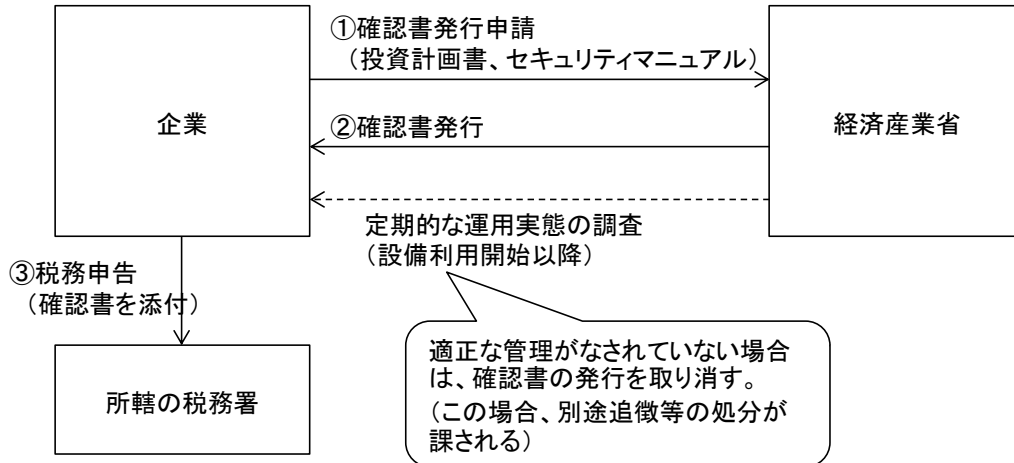 ①確認書発行申請
（投資計画書、セキュリティマニュアル）
企業
経済産業省
②確認書発行
定期的な運用実態の調査
（設備利用開始以降）
③税務申告
（確認書を添付）
適正な管理がなされていない場合
は、確認書の発行を取り消す。
（この場合、別途追徴等の処分が
課される）
所轄の税務署